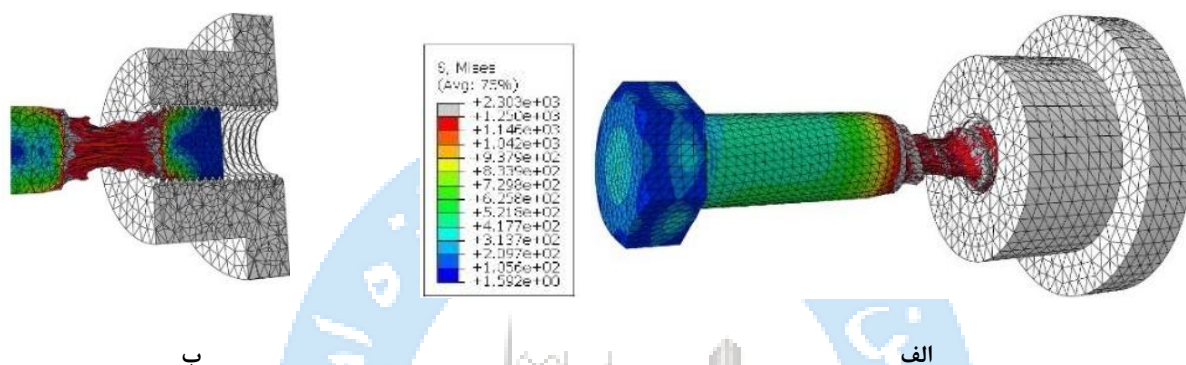 S, Mises
(Avg: 75%)
+2.303e+03
+1.250e+03
+1.146e+03
+1.042e+03
+9.379e+02
+8.339e+02
+7.298e+02
+6.258e+02
+5.218e+02
+4.177e+02
+3.137e+02
+2.097e+02
+1.056e+02
+1.592e+00
الف
ب